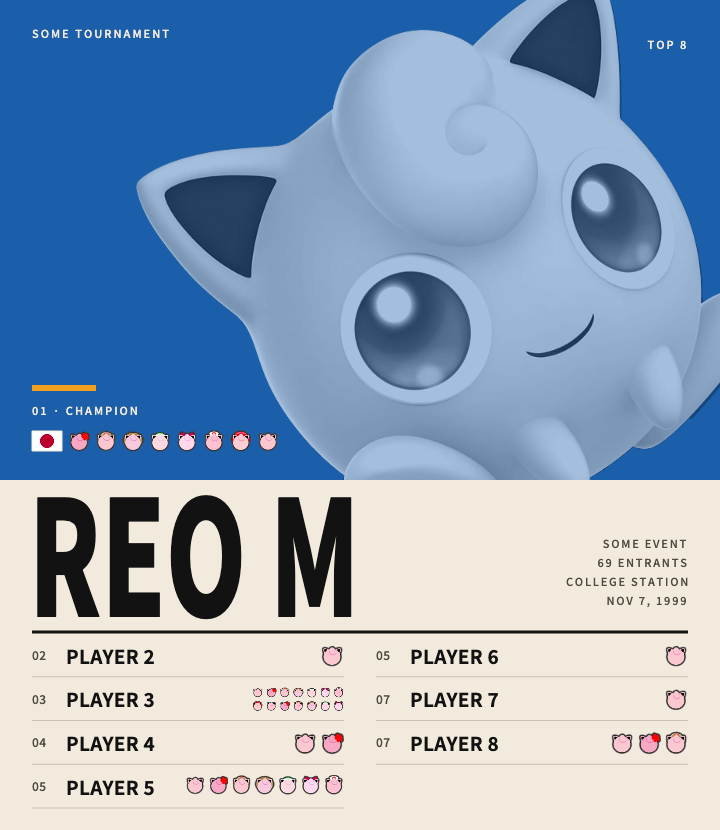 SOME TOURNAMENT
TOP 8
01 · CHAMPION
REO M
SOME EVENT
69 ENTRANTS
COLLEGE STATION
NOV 7, 1999
02 PLAYER 2
03 PLAYER 3
04 PLAYER 4
05 PLAYER 5
05 PLAYER 6
07 PLAYER 7
07 PLAYER 8